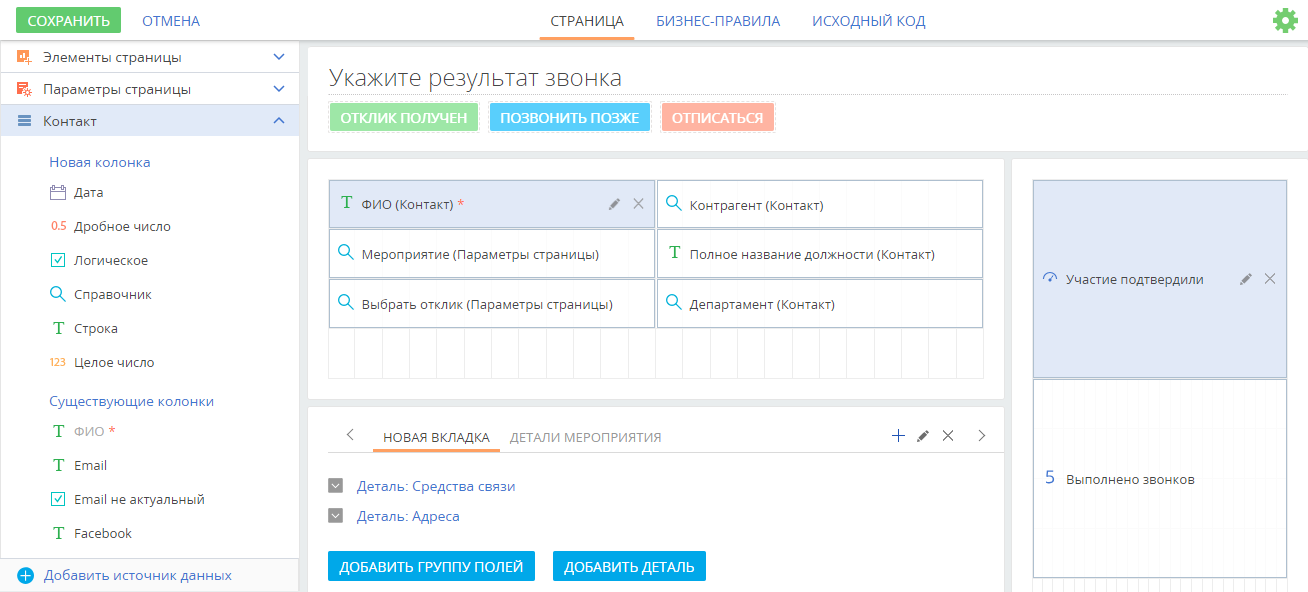 СОХРАНИТЬ ОТМЕНА СТРАНИЦА БИЗНЕС-ПРАВИЛА ИСХОДНЫЙ КОД
Элементы страницы
Параметры страницы
Контакт
Новая колонка
Дата
0.5 Дробное число
Логическое
Справочник
T Строка
123 Целое число
Существующие колонки
T ФИО *
T Email
Email не актуальный
T Facebook
Добавить источник данных
Укажите результат звонка
ОТКЛИК ПОЛУЧЕН ПОЗВОНИТЬ ПОЗЖЕ ОТПИСАТЬСЯ
T ФИО (Контакт) * Контрагент (Контакт)
Мероприятие (Параметры страницы) T Полное название должности (Контакт)
Выбрать отклик (Параметры страницы) Департамент (Контакт)
НОВАЯ ВКЛАДКА ДЕТАЛИ МЕРОПРИЯТИЯ
Деталь: Средства связи
Деталь: Адреса
ДОБАВИТЬ ГРУППУ ПОЛЕЙ ДОБАВИТЬ ДЕТАЛЬ
Участие подтвердили
5 Выполнено звонков